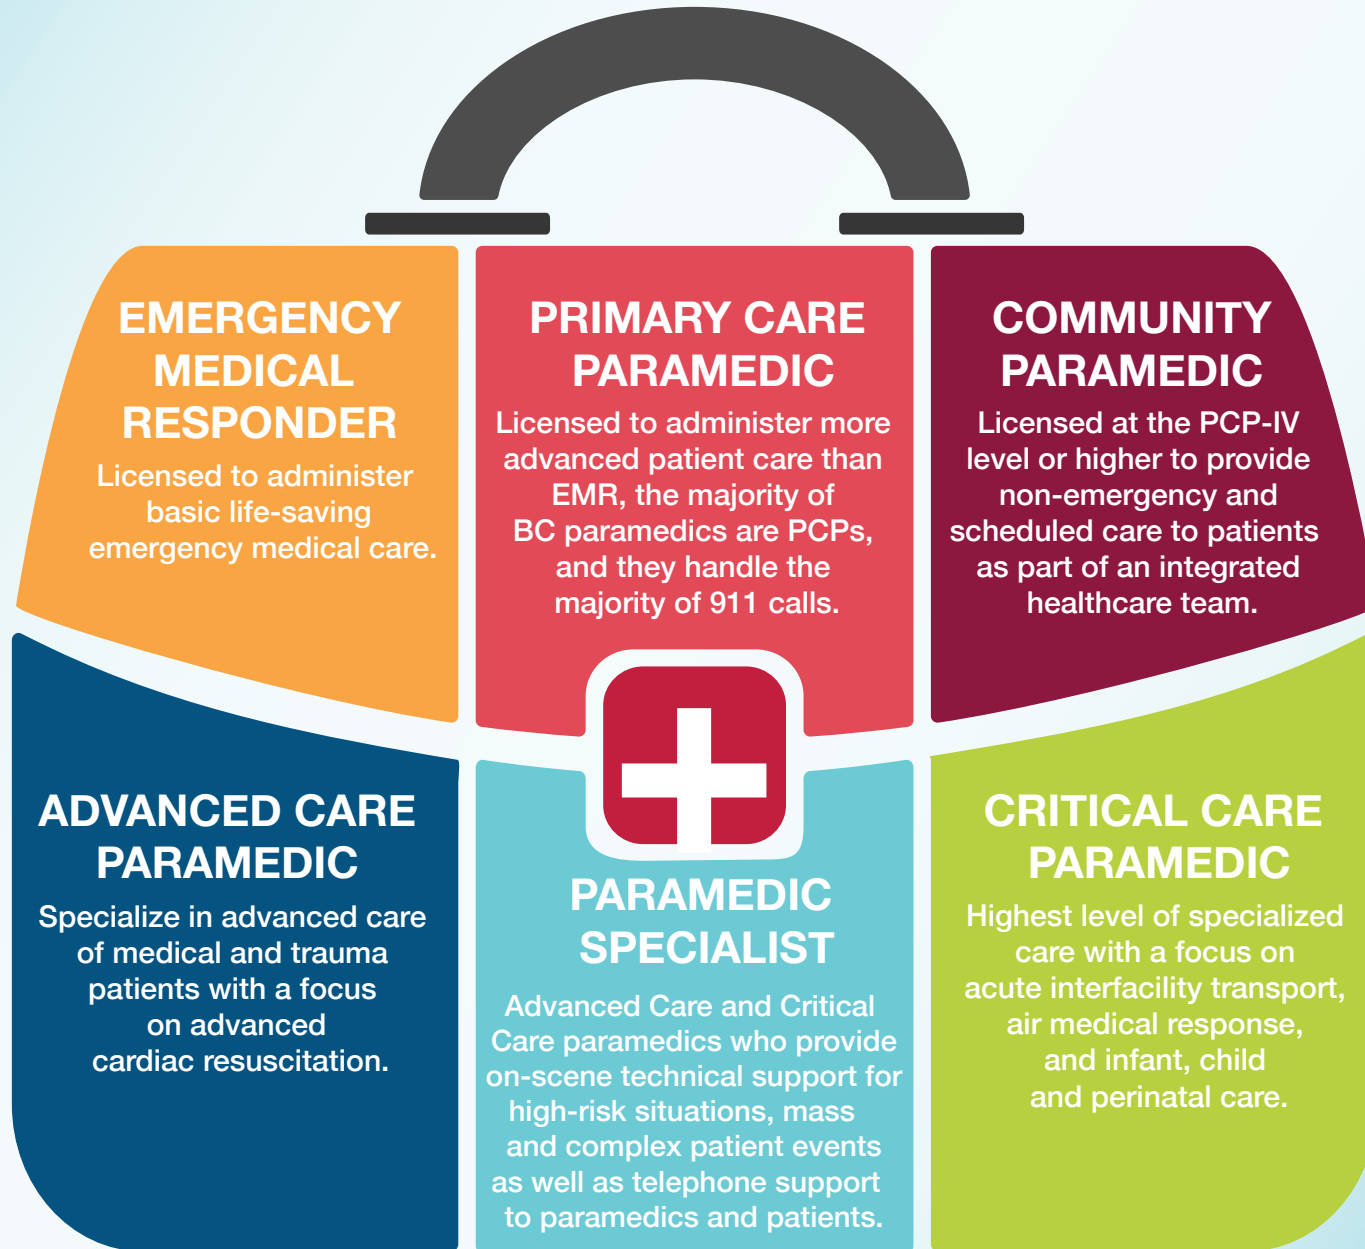 EMERGENCY
MEDICAL
RESPONDER
Licensed to administer
basic life-saving
emergency medical care.
PRIMARY CARE
PARAMEDIC
Licensed to administer more
advanced patient care than
EMR, the majority of
BC paramedics are PCPs,
and they handle the
majority of 911 calls.
COMMUNITY
PARAMEDIC
Licensed at the PCP-IV
level or higher to provide
non-emergency and
scheduled care to patients
as part of an integrated
healthcare team.
ADVANCED CARE
PARAMEDIC
Specialize in advanced care
of medical and trauma
patients with a focus
on advanced
cardiac resuscitation.
PARAMEDIC
SPECIALIST
Advanced Care and Critical
Care paramedics who provide
on-scene technical support for
high-risk situations, mass
and complex patient events
as well as telephone support
to paramedics and patients.
CRITICAL CARE
PARAMEDIC
Highest level of specialized
care with a focus on
acute interfacility transport,
air medical response,
and infant, child
and perinatal care.